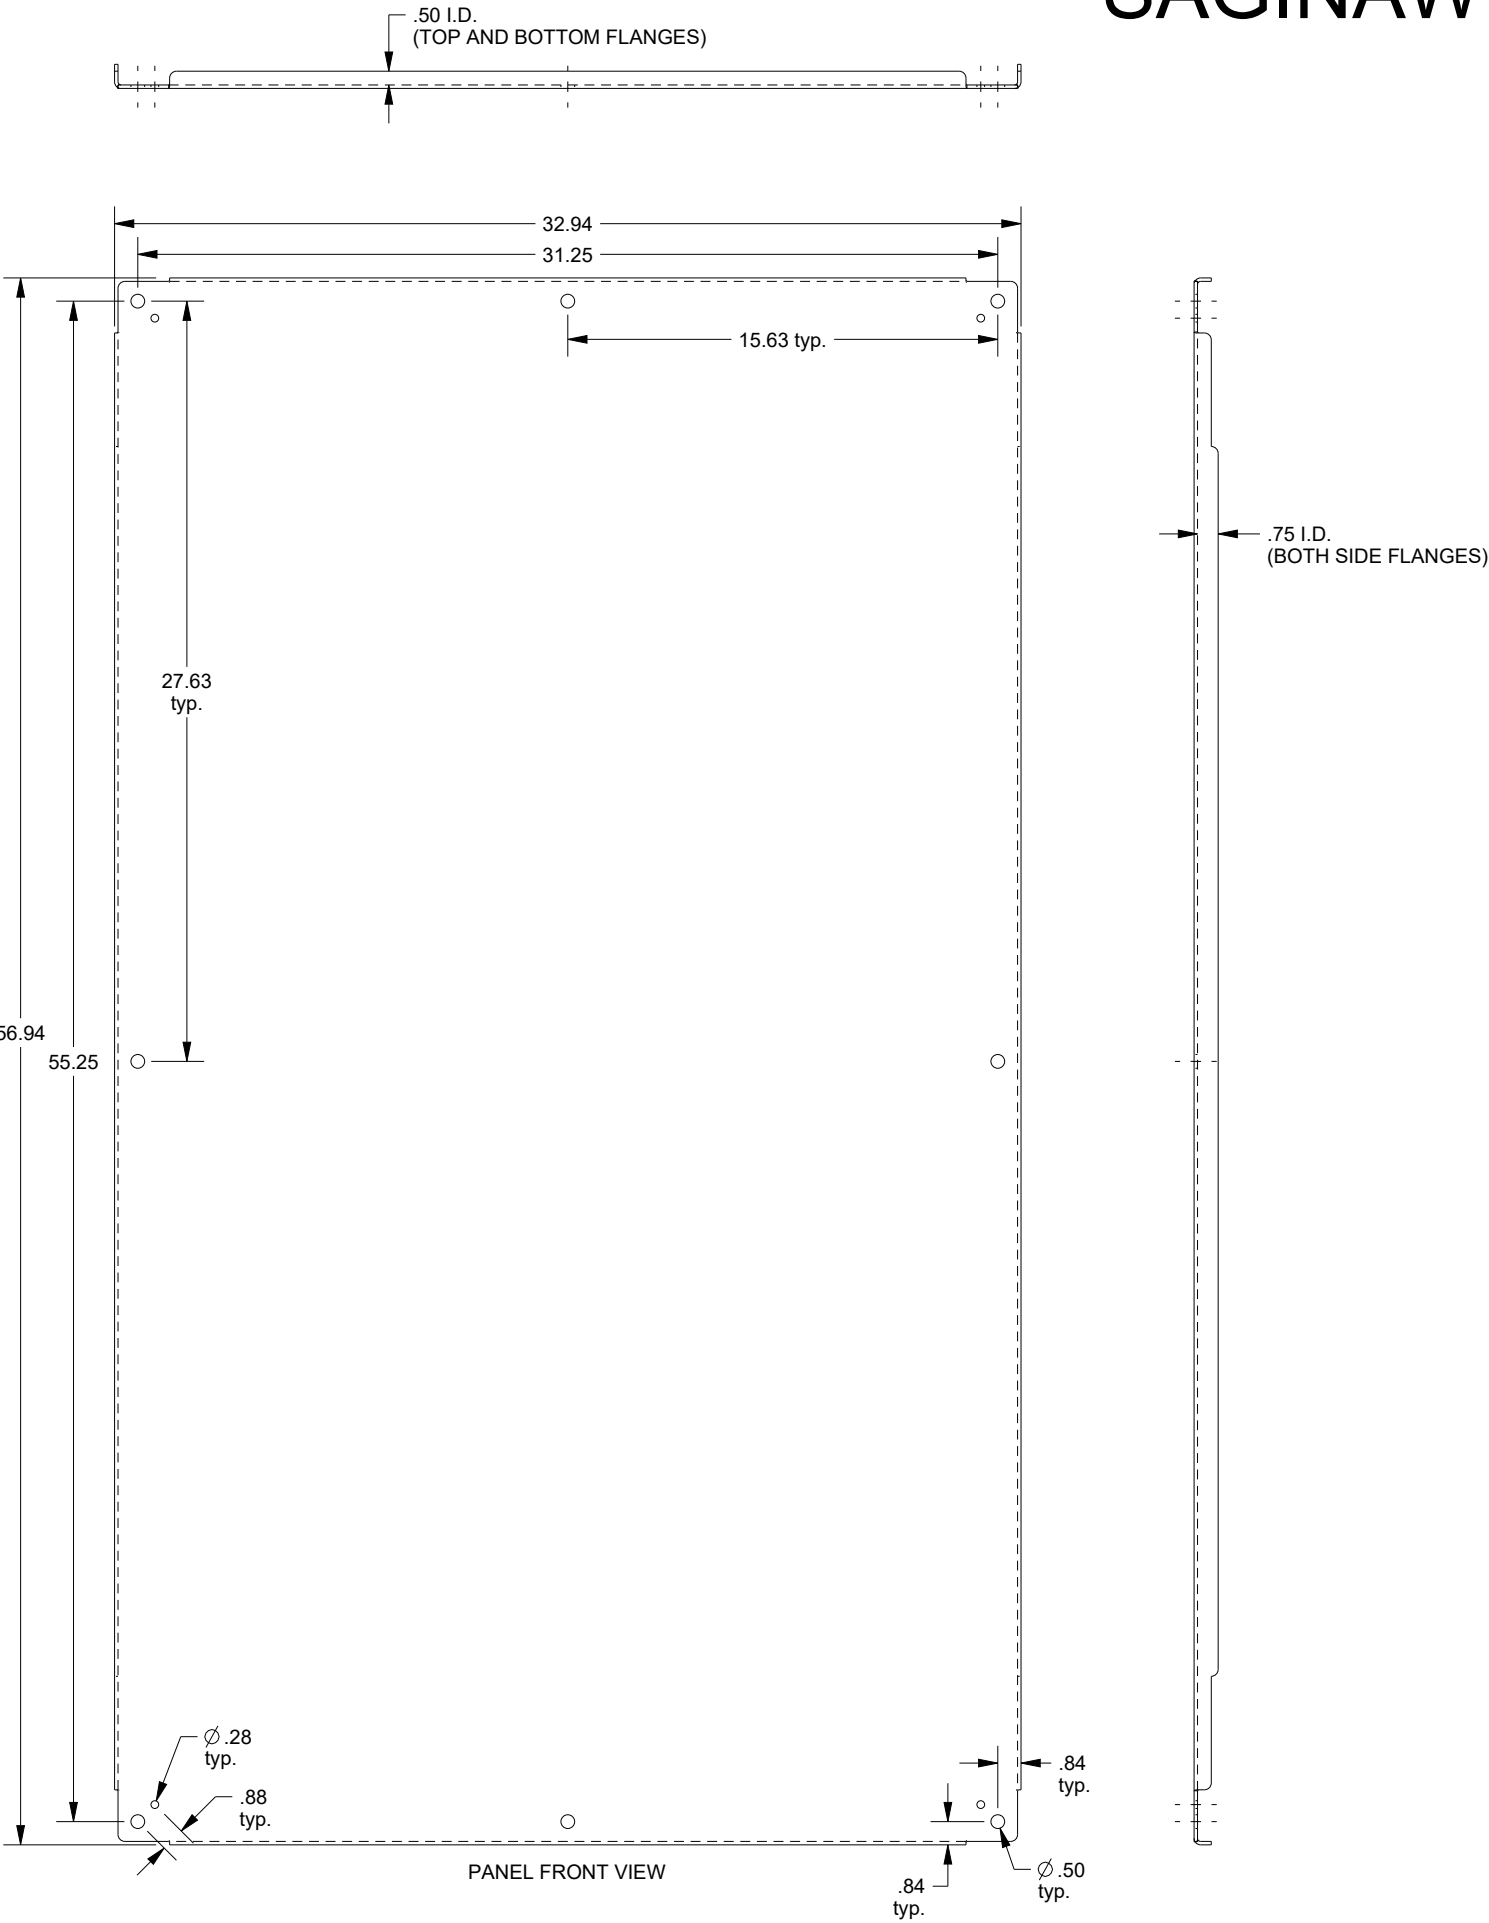 SAGINAW
.50 I.D.
(TOP AND BOTTOM FLANGES)
32.94
31.25
15.63 typ.
.75 I.D.
(BOTH SIDE FLANGES)
27.63
typ.
56.94
55.25
Ø .28
typ.
.88
typ.
.84
typ.
PANEL FRONT VIEW
.84
typ.
Ø .50
typ.